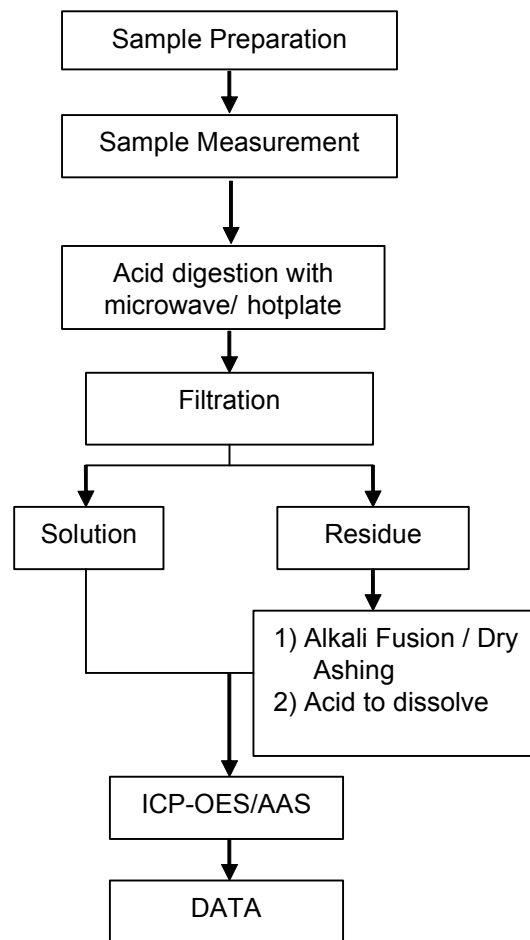 Sample Preparation
Sample Measurement
Acid digestion with
microwave/ hotplate
Filtration
Solution
Residue
1) Alkali Fusion / Dry
Ashing
2) Acid to dissolve
ICP-OES/AAS
DATA